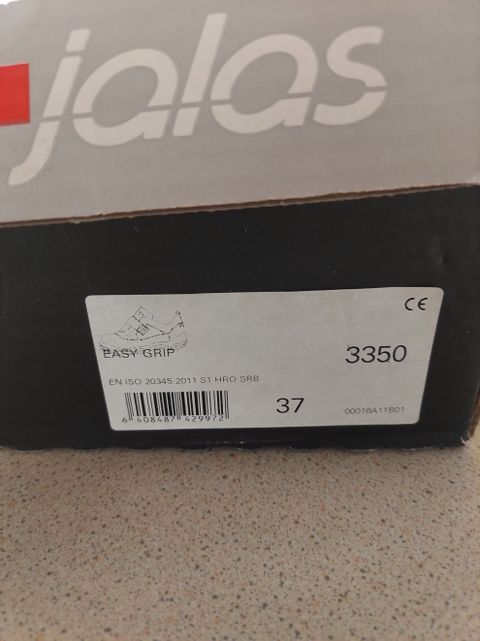 jalas
CE
EASY GRIP
3350
EN ISO 20345:2011 S1 HRO SRB
6 408487 429972
37
00016A11B01